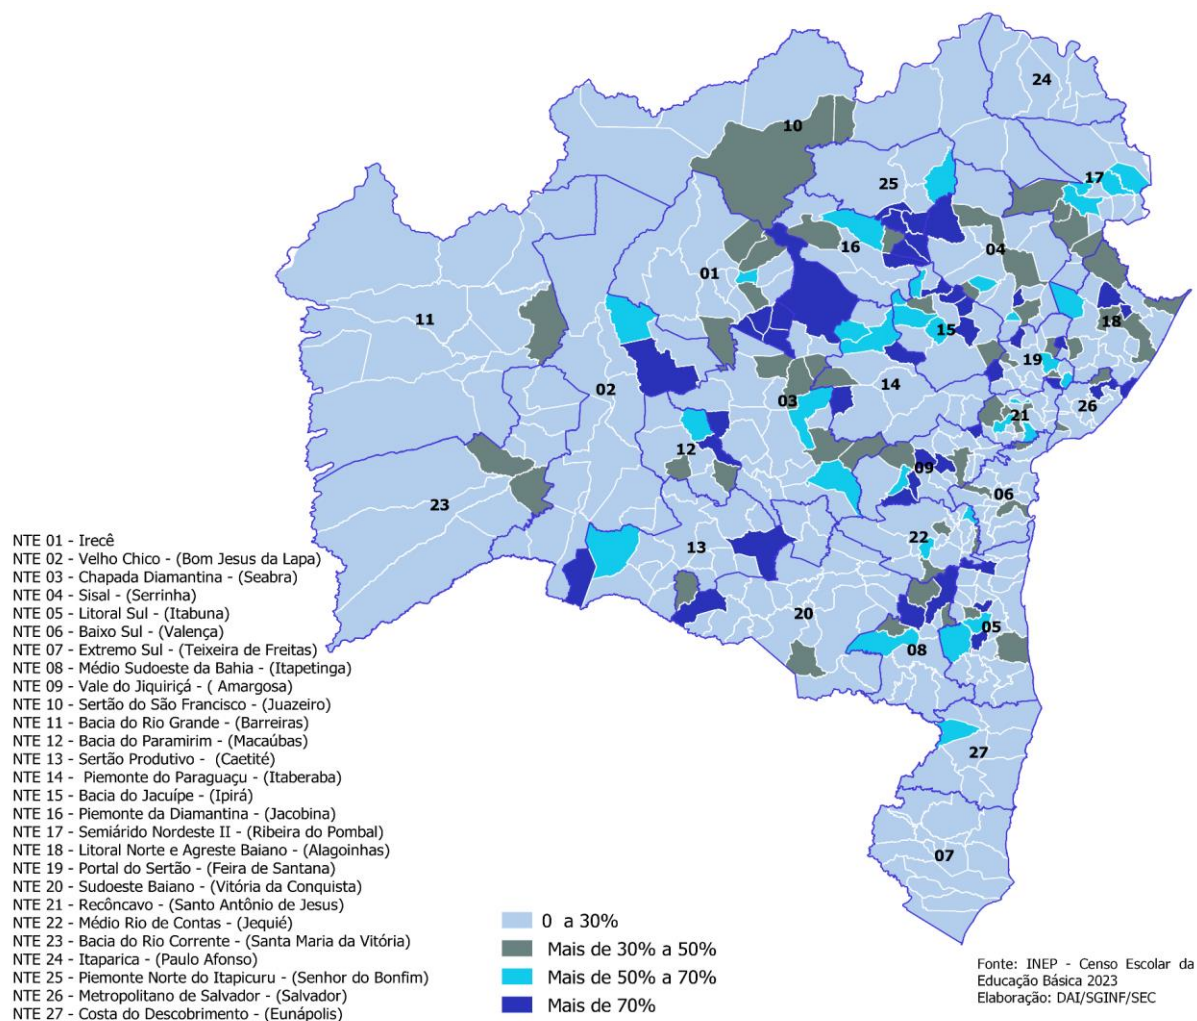 24
10
17
25
04
16
01
18
11
15
19
02
03
14
26
21
12
09
23
06
22
13
20
05
08
27
07
NTE 01 - Irecê
NTE 02 - Velho Chico - (Bom Jesus da Lapa)
NTE 03 - Chapada Diamantina - (Seabra)
NTE 04 - Sisal - (Serrinha)
NTE 05 - Litoral Sul - (Itabuna)
NTE 06 - Baixo Sul - (Valença)
NTE 07 - Extremo Sul - (Teixeira de Freitas)
NTE 08 - Médio Sudoeste da Bahia - (Itapetinga)
NTE 09 - Vale do Jiquiriçá - ( Amargosa)
NTE 10 - Sertão do São Francisco - (Juazeiro)
NTE 11 - Bacia do Rio Grande - (Barreiras)
NTE 12 - Bacia do Paramirim - (Macaúbas)
NTE 13 - Sertão Produtivo - (Caetité)
NTE 14 - Piemonte do Paraguaçu - (Itaberaba)
NTE 15 - Bacia do Jacuípe - (Ipirá)
NTE 16 - Piemonte da Diamantina - (Jacobina)
NTE 17 - Semiárido Nordeste II - (Ribeira do Pombal)
NTE 18 - Litoral Norte e Agreste Baiano - (Alagoinhas)
NTE 19 - Portal do Sertão - (Feira de Santana)
NTE 20 - Sudoeste Baiano - (Vitória da Conquista)
NTE 21 - Recôncavo - (Santo Antônio de Jesus)
NTE 22 - Médio Rio de Contas - (Jequié)
NTE 23 - Bacia do Rio Corrente - (Santa Maria da Vitória)
NTE 24 - Itaparica - (Paulo Afonso)
NTE 25 - Piemonte Norte do Itapicuru - (Senhor do Bonfim)
NTE 26 - Metropolitano de Salvador - (Salvador)
NTE 27 - Costa do Descobrimento - (Eunápolis)
0 a 30%
Mais de 30% a 50%
Mais de 50% a 70%
Mais de 70%
Fonte: INEP - Censo Escolar da
Educação Básica 2023
Elaboração: DAI/SGINF/SEC